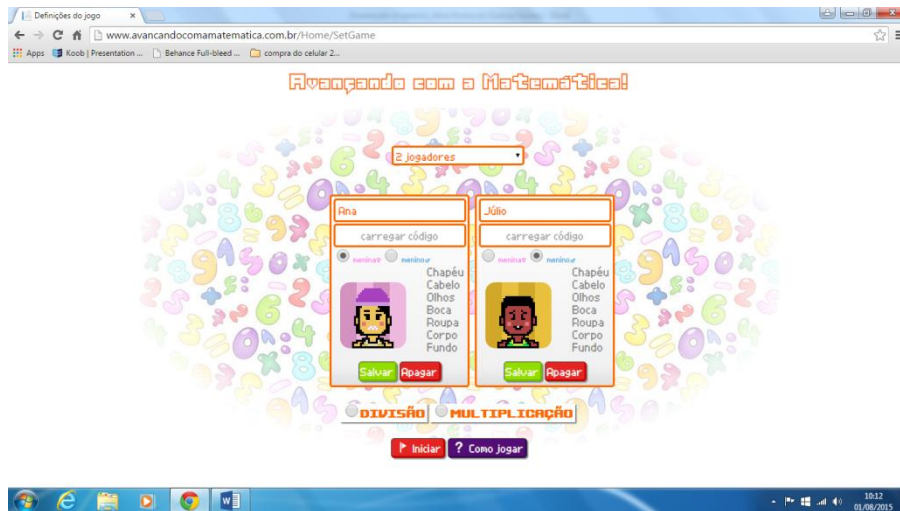 Definições do jogo
www.avancandocomamatematica.com.br/Home/SetGame
Apps Koob | Presentation ... Behance Full-bleed ... compra do celular 2...
Avançando com a Matemática!
2 jogadores
Ana
carregar código
menina menino
Chapéu
Cabelo
Olhos
Boca
Roupa
Corpo
Fundo
Salvar Apagar
Júlio
carregar código
menina menino
Chapéu
Cabelo
Olhos
Boca
Roupa
Corpo
Fundo
Salvar Apagar
DIVISÃO MULTIPLICAÇÃO
Iniciar ? Como jogar
10:12
01/08/2015